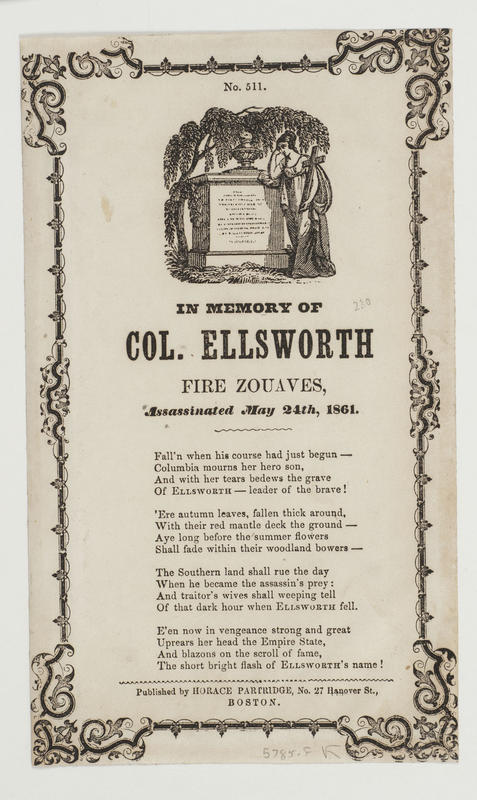 No. 511.
IN MEMORY OF
COL. ELLSWORTH
FIRE ZOUAVES,
Assassinated May 24th, 1861.
Fall'n when his course had just begun —
Columbia mourns her hero son,
And with her tears bedews the grave
Of ELLSWORTH — leader of the brave!
'Ere autumn leaves, fallen thick around,
With their red mantle deck the ground —
Aye long before the summer flowers
Shall fade within their woodland bowers —
The Southern land shall rue the day
When he became the assassin's prey:
And traitor's wives shall weeping tell
Of that dark hour when ELLSWORTH fell.
E'en now in vengeance strong and great
Uprears her head the Empire State,
And blazons on the scroll of fame,
The short bright flash of ELLSWORTH's name!
Published by HORACE PARTRIDGE, No. 27 Hanover St.,
BOSTON.